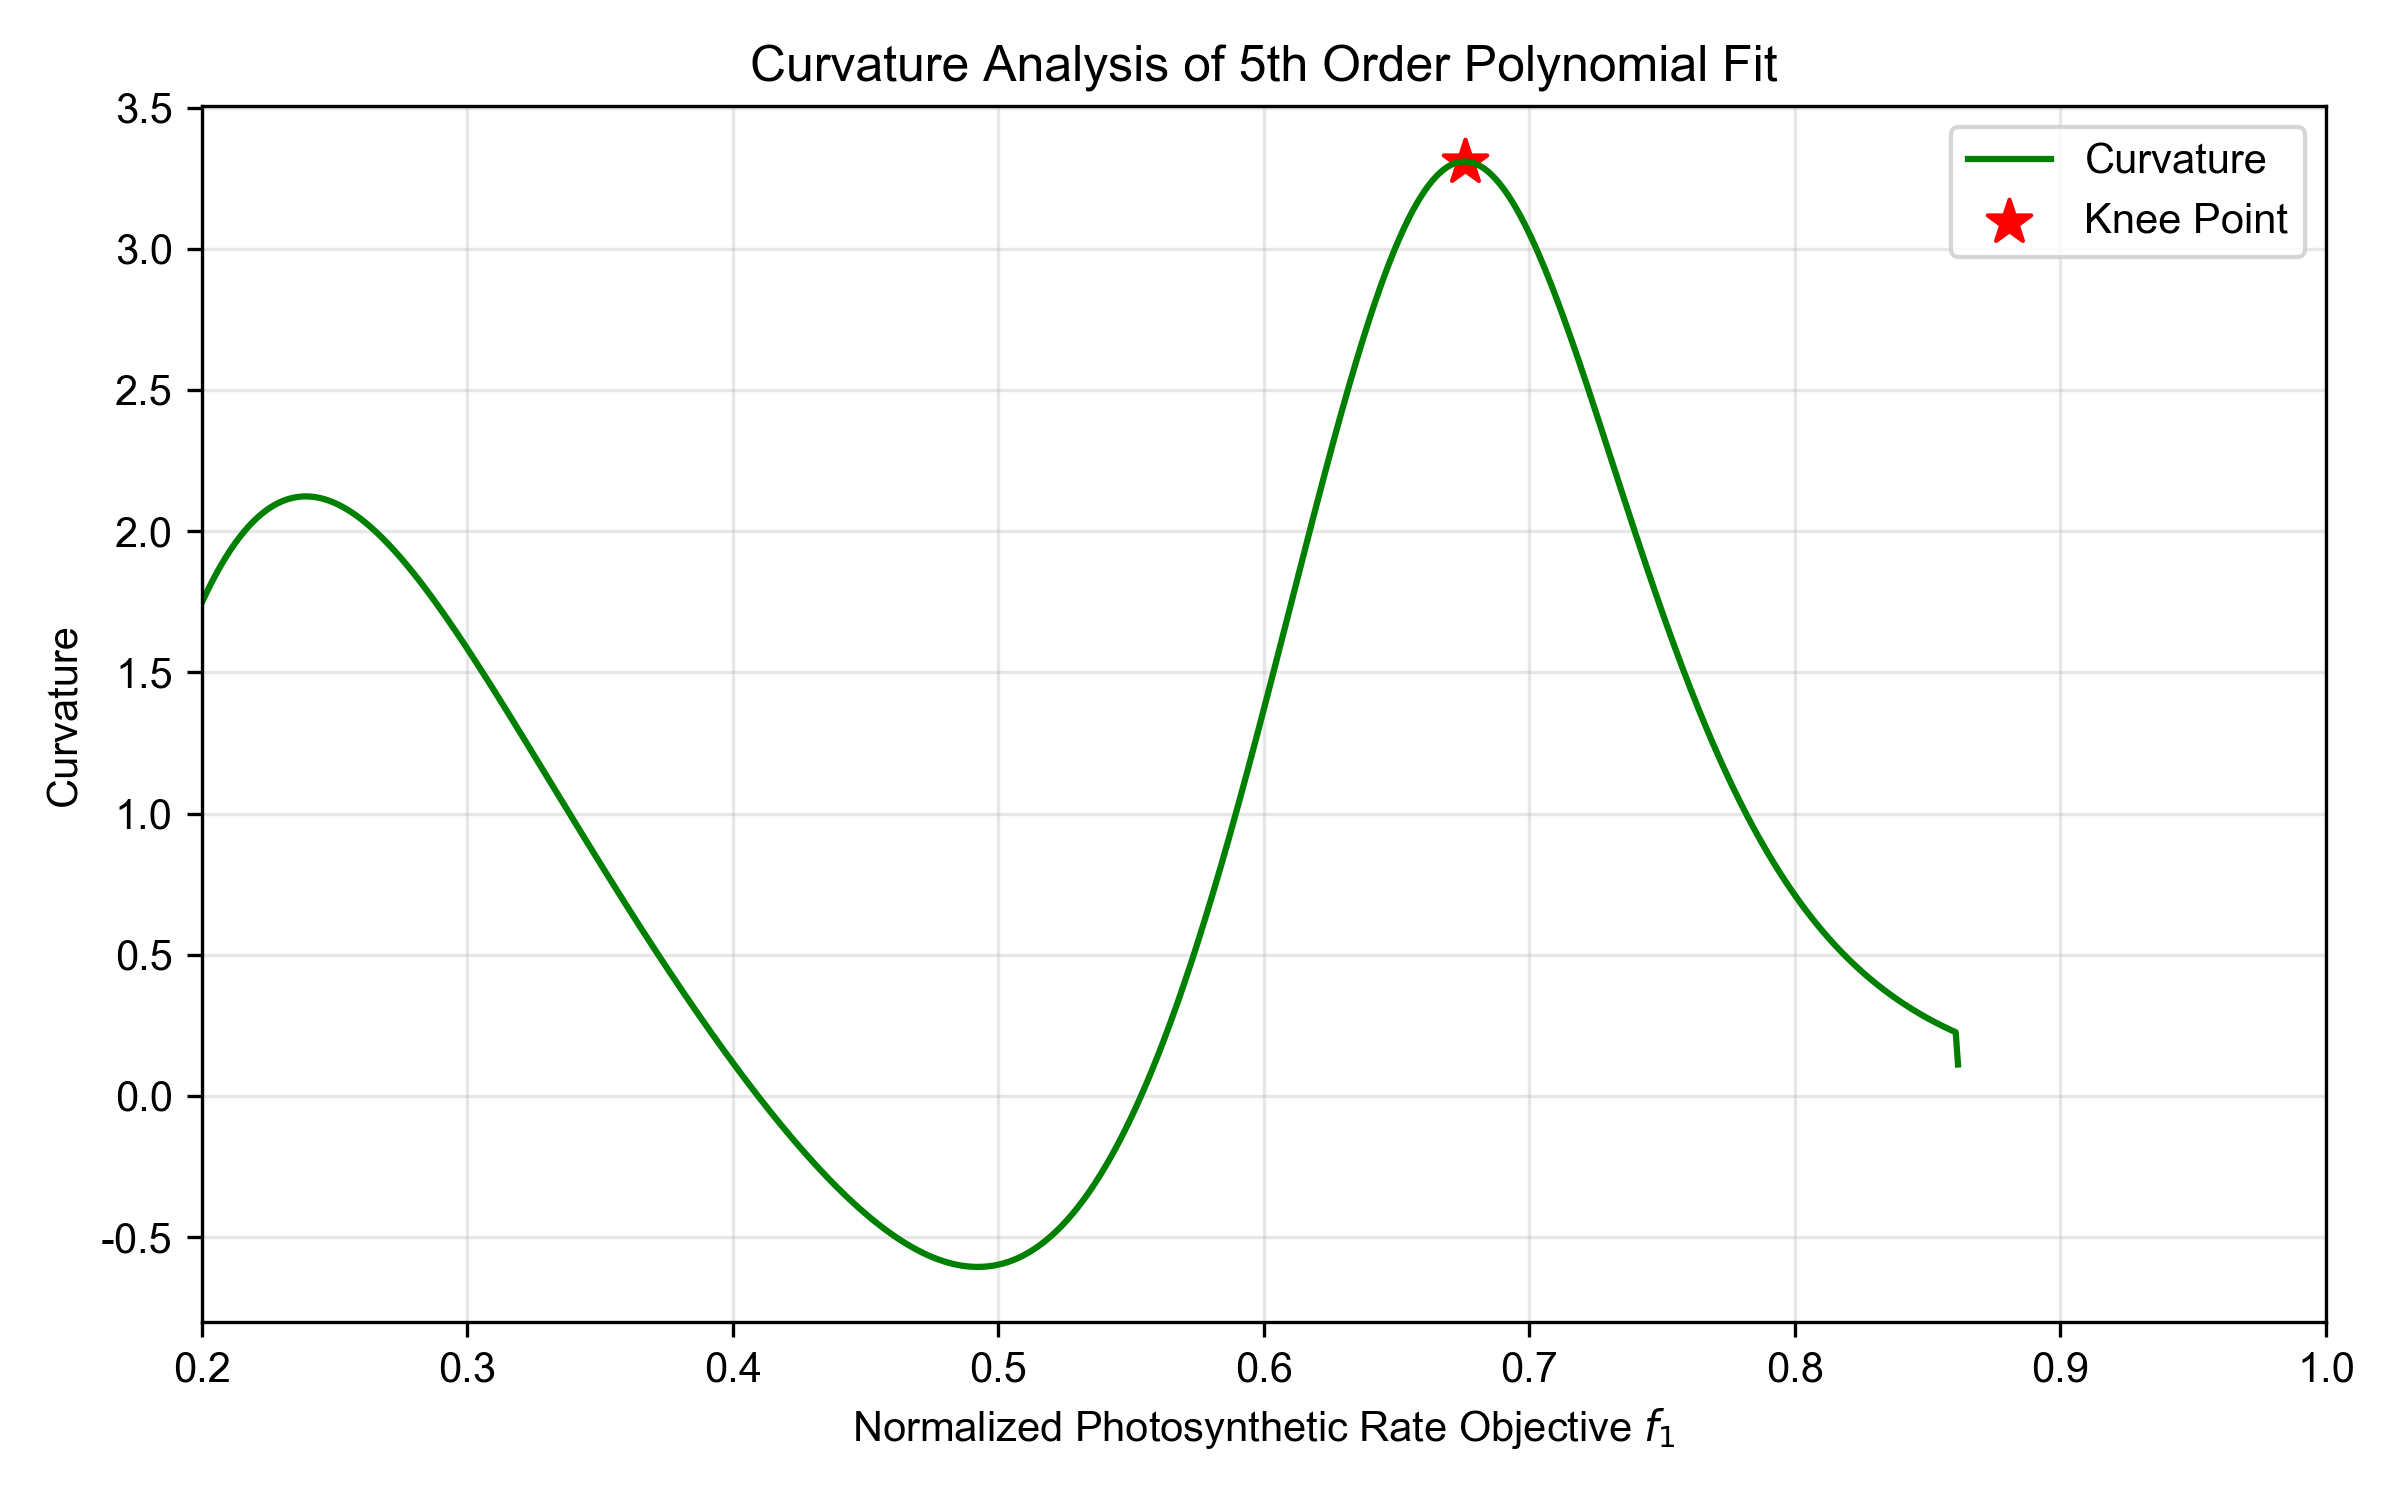 Curvature Analysis of 5th Order Polynomial Fit
3.5
3.0
2.5
2.0
1.5
1.0
0.5
0.0
-0.5
Curvature
Curvature
Knee Point
0.2 0.3 0.4 0.5 0.6 0.7 0.8 0.9 1.0
Normalized Photosynthetic Rate Objective f₁